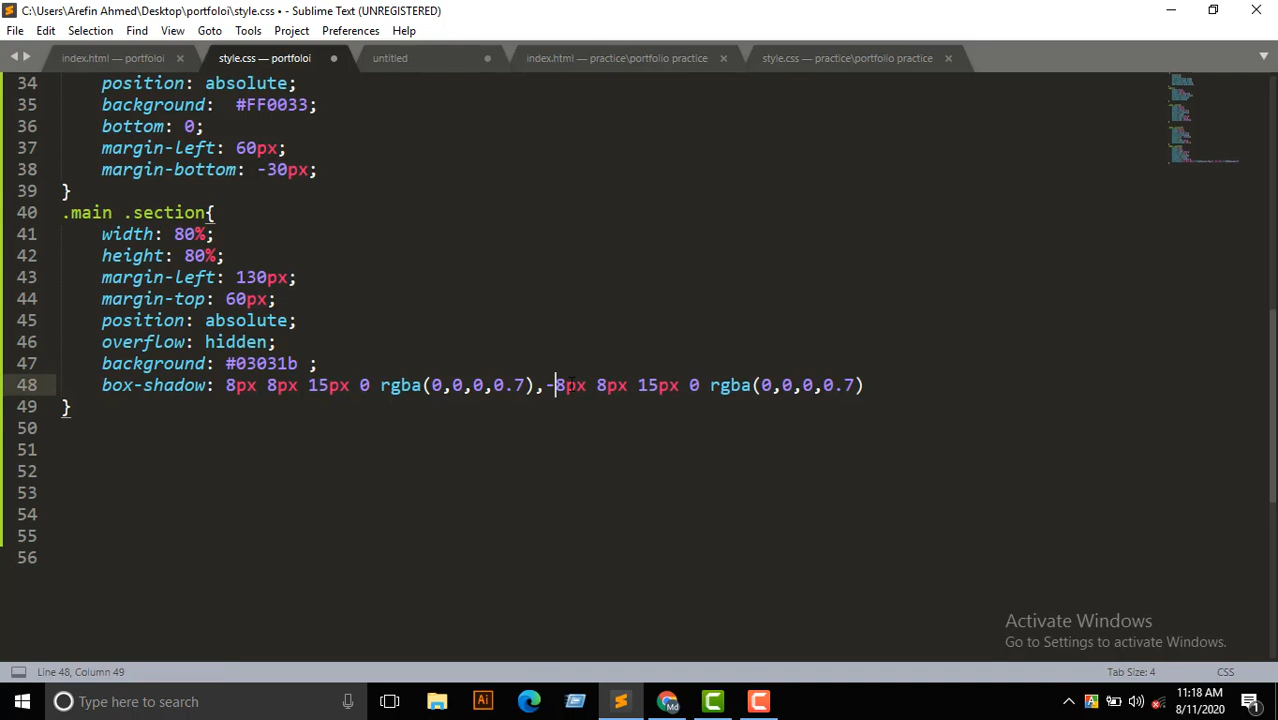 C:\Users\Arefin Ahmed\Desktop\portfoloi\style.css • - Sublime Text (UNREGISTERED)
File Edit Selection Find View Goto Tools Project Preferences Help
index.html — portfoloi style.css — portfoloi untitled index.html — practice\portfolio practice style.css — practice\portfolio practice
34 position: absolute;
35 background:  #FF0033;
36 bottom: 0;
37 margin-left: 60px;
38 margin-bottom: -30px;
39 }
40 .main .section{
41 width: 80%;
42 height: 80%;
43 margin-left: 130px;
44 margin-top: 60px;
45 position: absolute;
46 overflow: hidden;
47 background: #03031b ;
48 box-shadow: 8px 8px 15px 0 rgba(0,0,0,0.7),-8px 8px 15px 0 rgba(0,0,0,0.7)
49 }
50
51
52
53
54
55
56
Activate Windows
Go to Settings to activate Windows.
Line 48, Column 49 Tab Size: 4 CSS
Type here to search
11:18 AM
8/11/2020